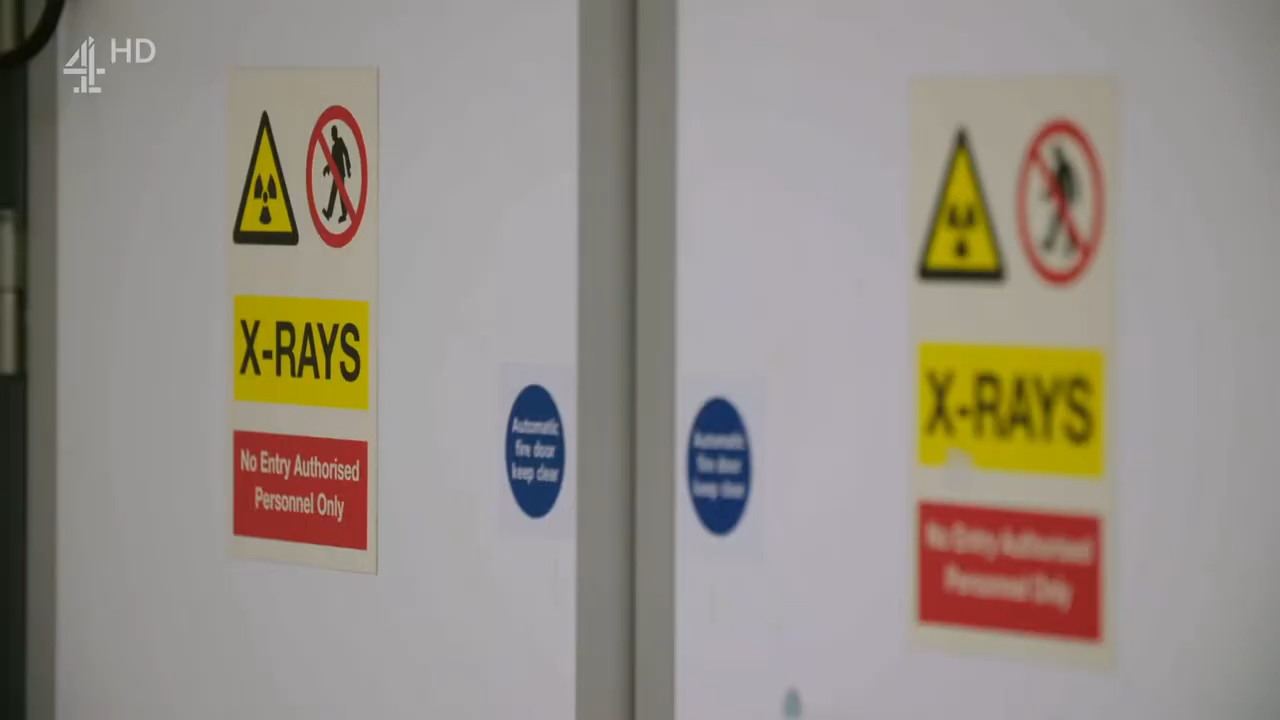 4 HD
X-RAYS
No Entry Authorised
Personnel Only
Automatic
fire door
keep clear
Automatic
fire door
keep clear
X-RAYS
No Entry Authorised
Personnel Only